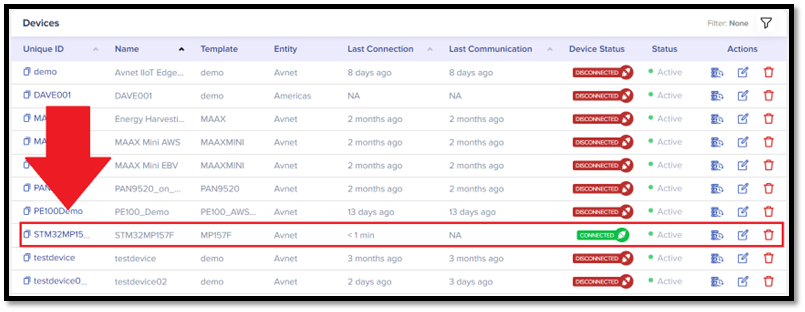 Devices Filter: None
Unique ID Name Template Entity Last Connection Last Communication Device Status Status Actions
demo Avnet IIoT Edge... demo Avnet 8 days ago 8 days ago DISCONNECTED Active
DAVE001 DAVE001 demo Americas NA NA DISCONNECTED Active
MA Energy Harvesti... MAAX Avnet 2 months ago 2 months ago DISCONNECTED Active
MA MAAX Mini AWS MAAXMINI Avnet 2 months ago 2 months ago DISCONNECTED Active
MAAX Mini EBV MAAXMINI Avnet 2 months ago 2 months ago DISCONNECTED Active
PAN PAN9520_on_... PAN9520 Avnet 2 months ago 2 months ago DISCONNECTED Active
PE100Demo PE100_Demo PE100_AWS... Avnet 13 days ago 13 days ago DISCONNECTED Active
STM32MP15... STM32MP157F MP157F Avnet < 1 min NA CONNECTED Active
testdevice testdevice demo Avnet 3 months ago 3 months ago DISCONNECTED Active
testdevice0... testdevice02 demo Avnet 2 days ago 2 days ago DISCONNECTED Active